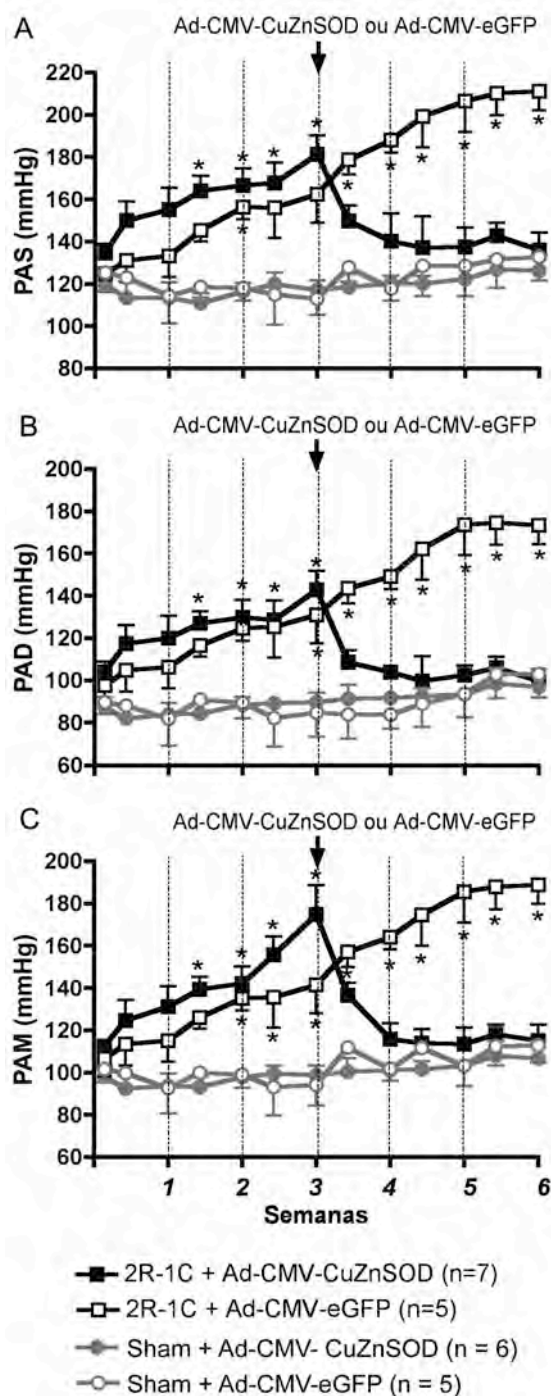 Ad-CMV-CuZnSOD ou Ad-CMV-eGFP
A
220
200
180
160
140
120
100
80
PAS (mmHg)
* * * * * * * * * * * *
Ad-CMV-CuZnSOD ou Ad-CMV-eGFP
B
200
180
160
140
120
100
80
60
PAD (mmHg)
* * * * * * * * * * *
Ad-CMV-CuZnSOD ou Ad-CMV-eGFP
C
200
180
160
140
120
100
80
60
PAM (mmHg)
* * * * * * * * * * * * *
1 2 3 4 5 6
Semanas
2R-1C + Ad-CMV-CuZnSOD (n=7)
2R-1C + Ad-CMV-eGFP (n=5)
Sham + Ad-CMV- CuZnSOD (n = 6)
Sham + Ad-CMV-eGFP (n = 5)